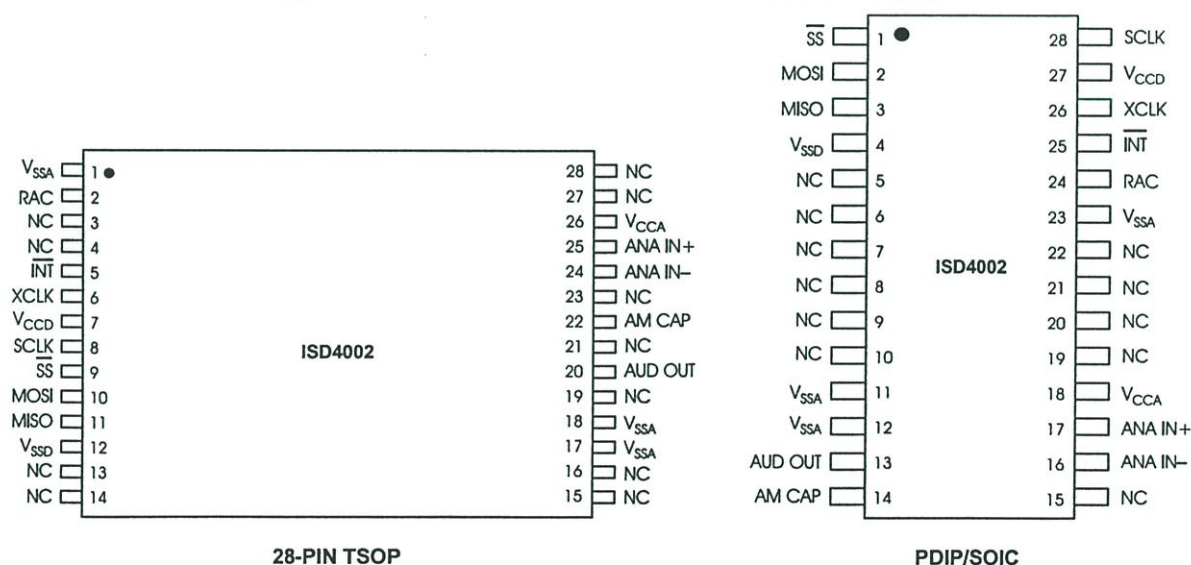 V_SSA 1 28 NC
RAC 2 27 NC
NC 3 26 V_CCA
NC 4 25 ANA IN+
I̅N̅T̅ 5 24 ANA IN–
XCLK 6 23 NC
V_CCD 7 22 AM CAP
SCLK 8 21 NC
S̅S̅ 9 20 AUD OUT
MOSI 10 19 NC
MISO 11 18 V_SSA
V_SSD 12 17 V_SSA
NC 13 16 NC
NC 14 15 NC
ISD4002
28-PIN TSOP
S̅S̅ 1 28 SCLK
MOSI 2 27 V_CCD
MISO 3 26 XCLK
V_SSD 4 25 I̅N̅T̅
NC 5 24 RAC
NC 6 23 V_SSA
NC 7 22 NC
NC 8 21 NC
NC 9 20 NC
NC 10 19 NC
V_SSA 11 18 V_CCA
V_SSA 12 17 ANA IN+
AUD OUT 13 16 ANA IN–
AM CAP 14 15 NC
ISD4002
PDIP/SOIC